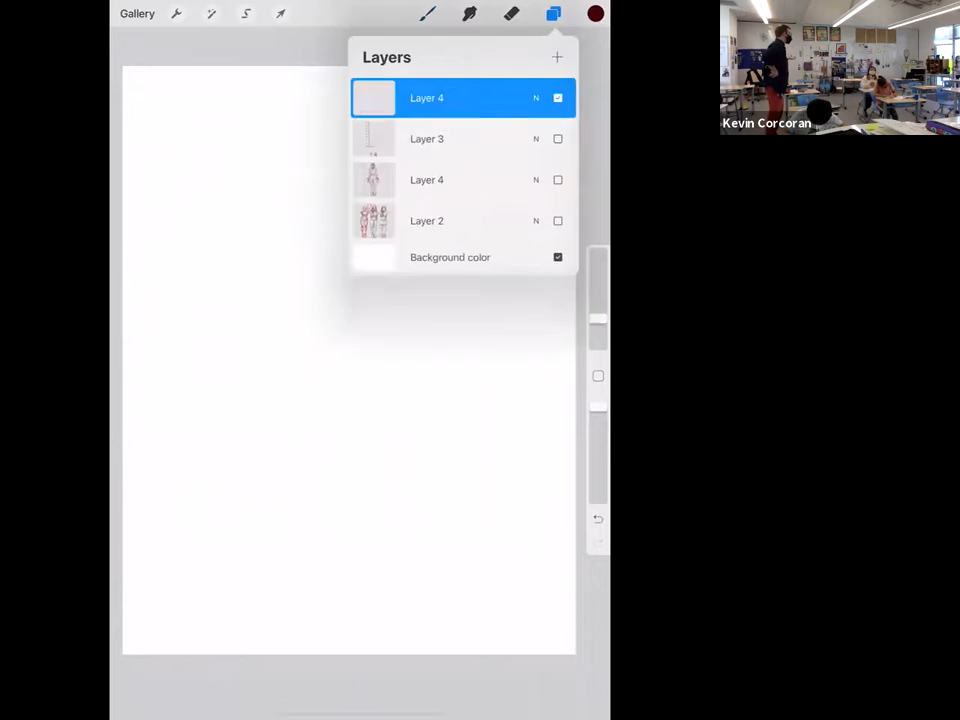 Gallery
Layers
Layer 4 N
Layer 3 N
Layer 4 N
Layer 2 N
Background color
Kevin Corcoran